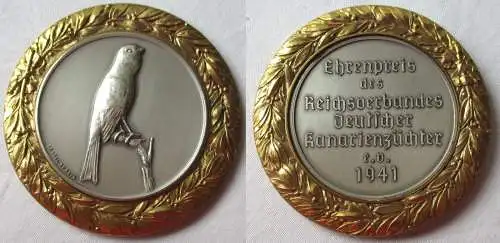 Ehrenpreis
des
Reichsverbandes
Deutscher
Kanarienzüchter
e.v.
1941